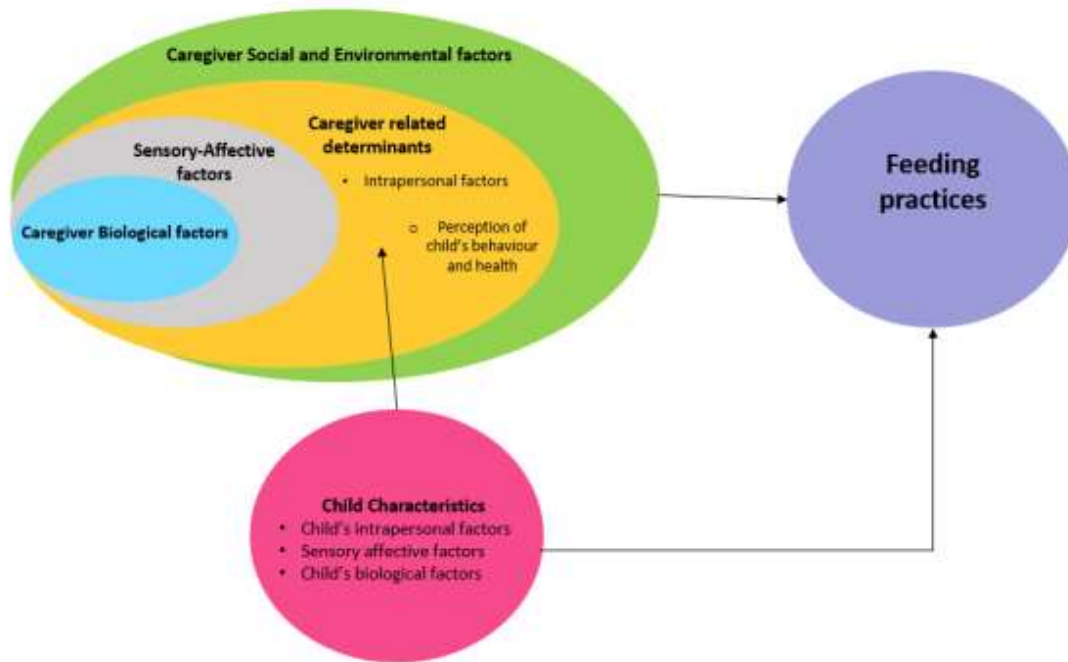 Caregiver Social and Environmental factors
Caregiver related
determinants
• Intrapersonal factors
o Perception of
child's behaviour
and health
Sensory-Affective
factors
Caregiver Biological factors
Feeding
practices
Child Characteristics
• Child's intrapersonal factors
• Sensory affective factors
• Child's biological factors